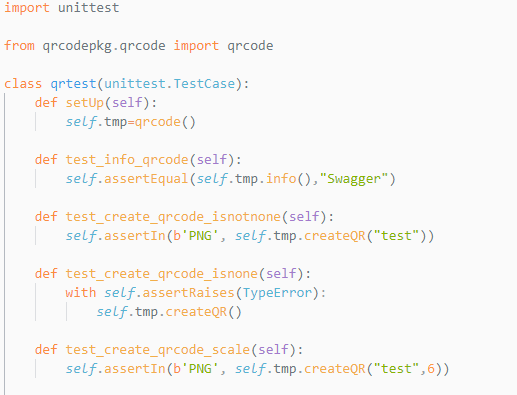 import unittest
from qrcodepkg.qrcode import qrcode
class qrtest(unittest.TestCase):
    def setUp(self):
        self.tmp=qrcode()
    def test_info_qrcode(self):
        self.assertEqual(self.tmp.info(),"Swagger")
    def test_create_qrcode_isnotnone(self):
        self.assertIn(b'PNG', self.tmp.createQR("test"))
    def test_create_qrcode_isnone(self):
        with self.assertRaises(TypeError):
            self.tmp.createQR()
    def test_create_qrcode_scale(self):
        self.assertIn(b'PNG', self.tmp.createQR("test",6))